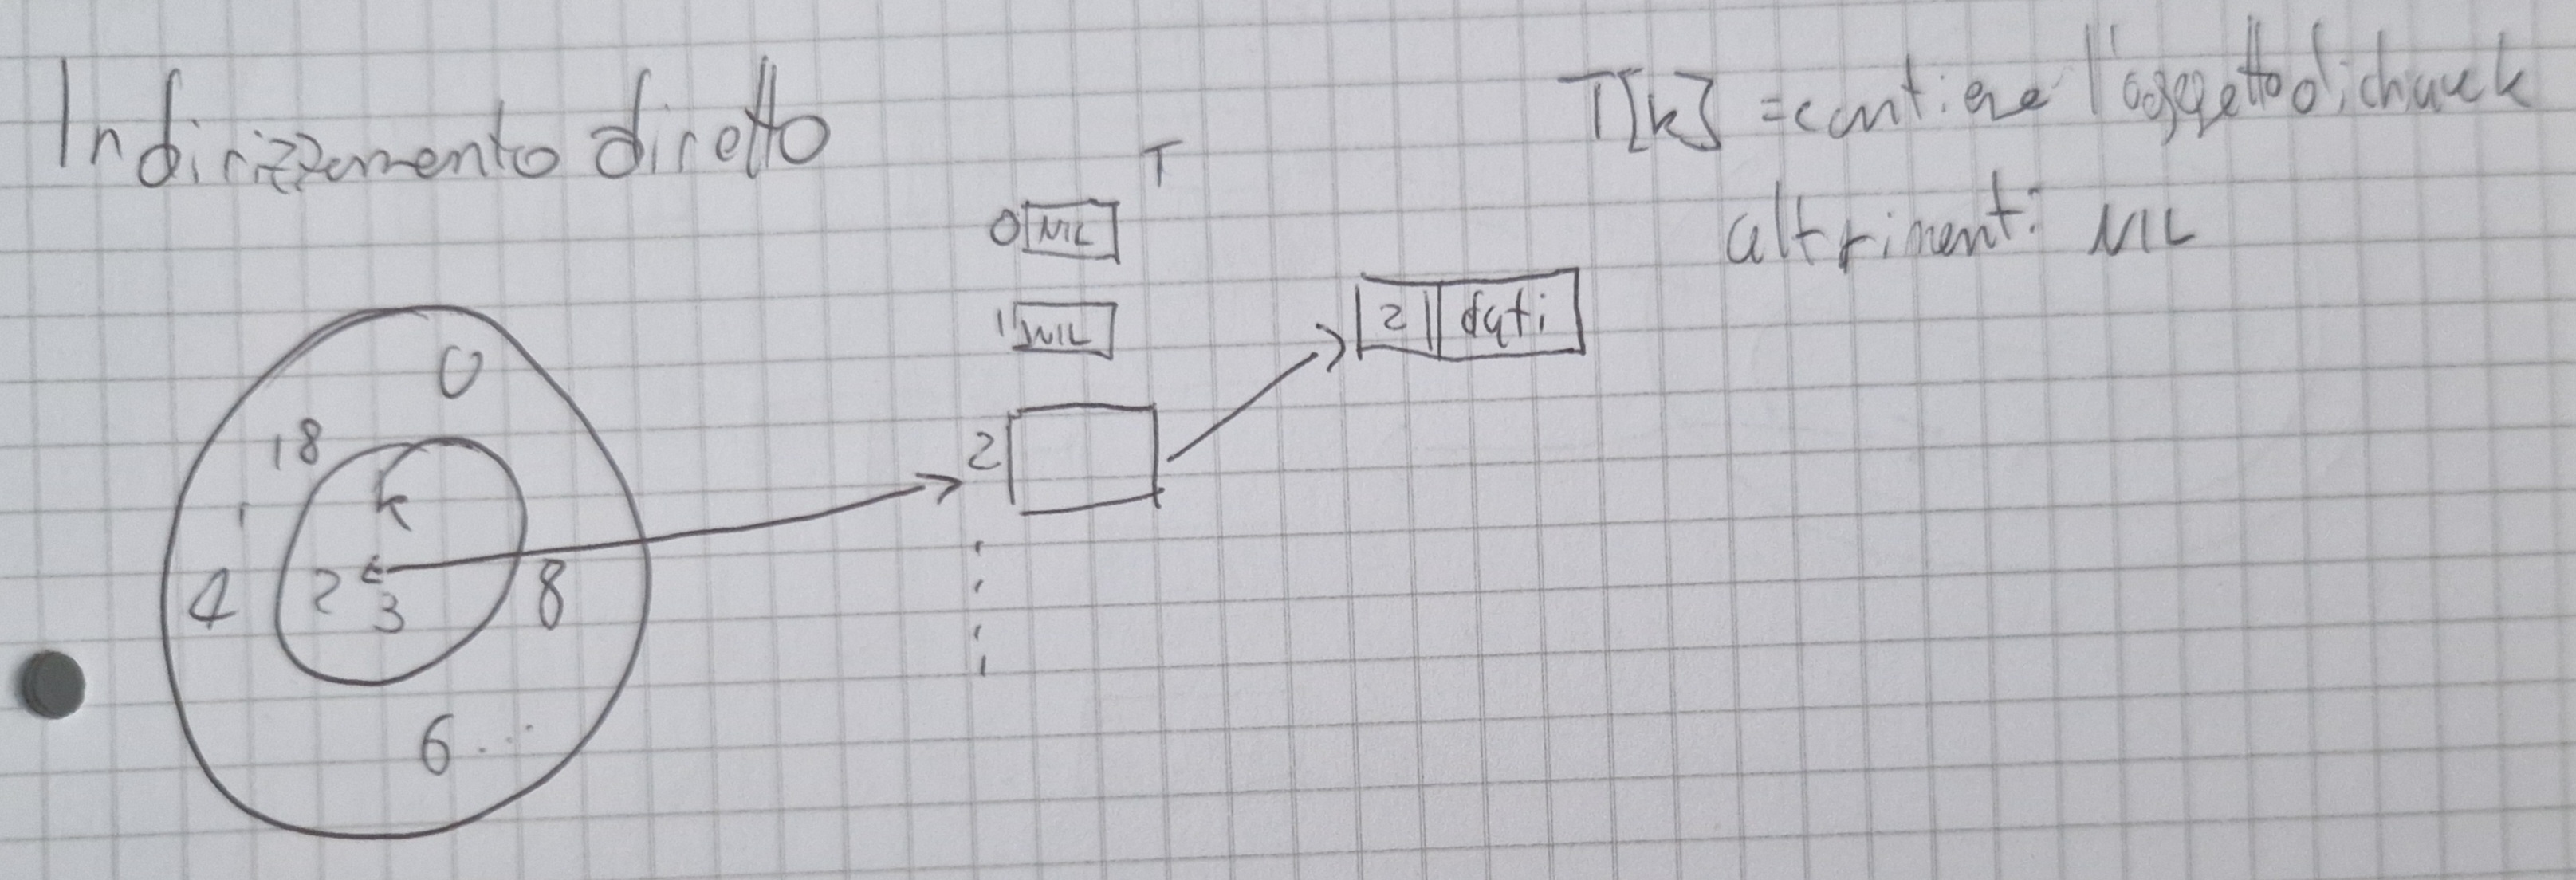 Indirizzamento diretto
T[k] = contiene l'oggetto di chiave k
altrimenti NIL
T
0 NIL
1 NIL
2
2 dati
U
18
K
4 2 3 8
6 ...